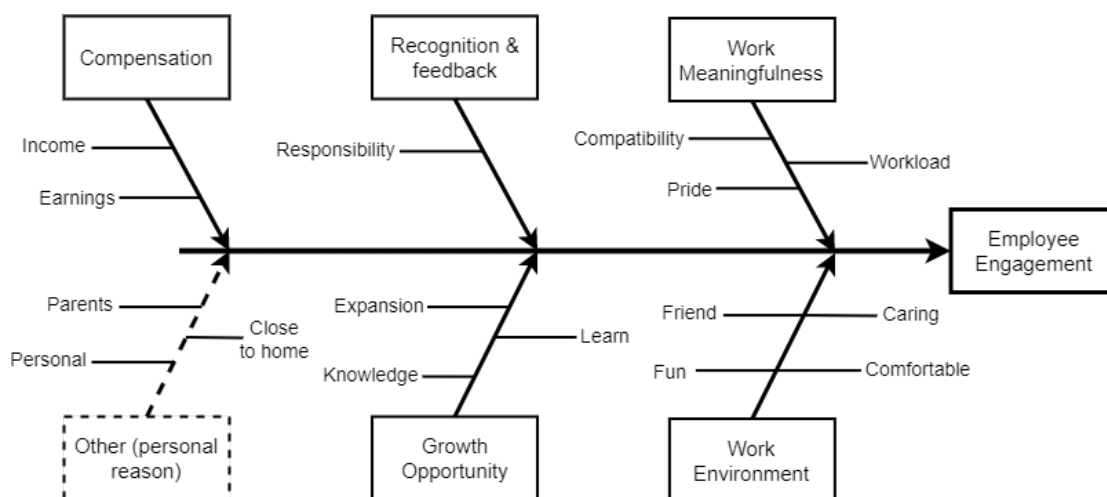 Compensation
Recognition &
feedback
Work
Meaningfulness
Income
Earnings
Responsibility
Compatibility
Workload
Pride
Employee
Engagement
Parents
Close
to home
Personal
Expansion
Learn
Knowledge
Friend
Caring
Fun
Comfortable
Other (personal
reason)
Growth
Opportunity
Work
Environment